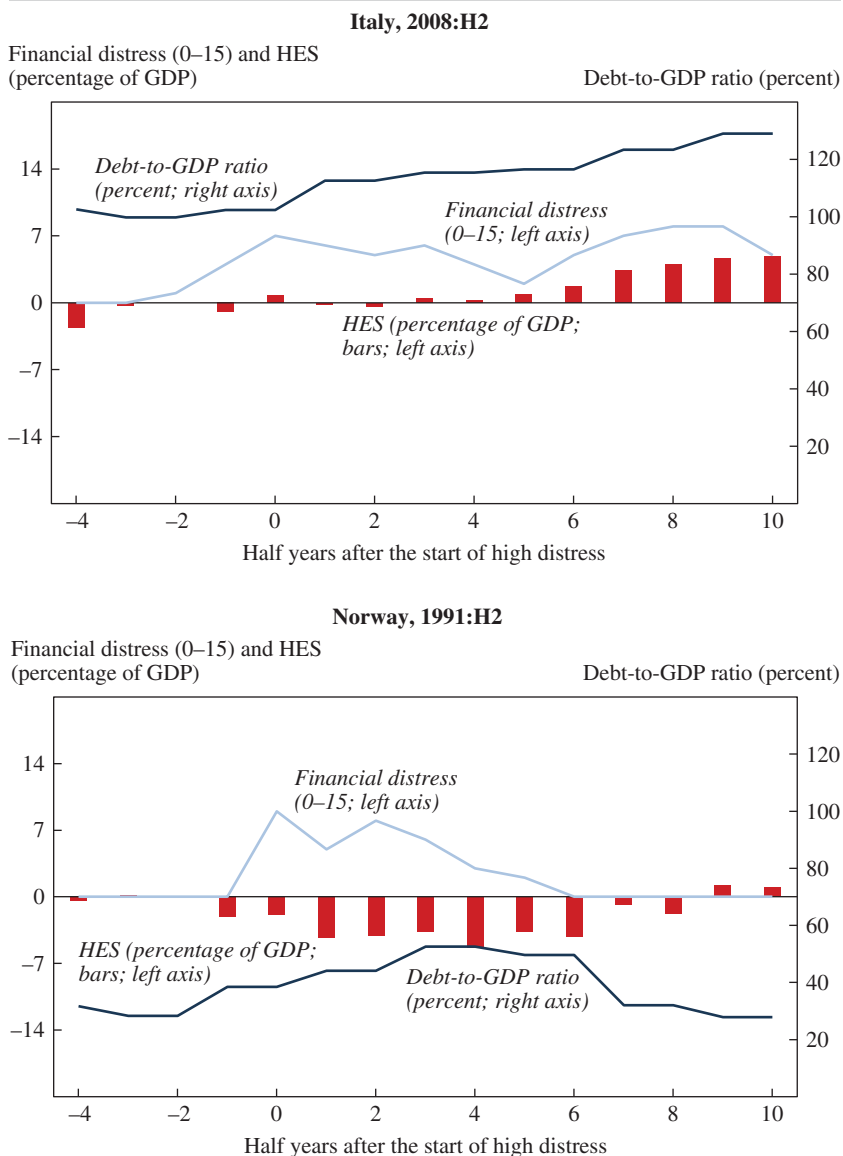 Italy, 2008:H2
Financial distress (0–15) and HES
(percentage of GDP)
Debt-to-GDP ratio (percent)
14
7
0
–7
–14
120
100
80
60
40
20
Debt-to-GDP ratio
(percent; right axis)
Financial distress
(0–15; left axis)
HES (percentage of GDP;
bars; left axis)
–4 –2 0 2 4 6 8 10
Half years after the start of high distress
Norway, 1991:H2
Financial distress (0–15) and HES
(percentage of GDP)
Debt-to-GDP ratio (percent)
14
7
0
–7
–14
120
100
80
60
40
20
Financial distress
(0–15; left axis)
HES (percentage of GDP;
bars; left axis)
Debt-to-GDP ratio
(percent; right axis)
–4 –2 0 2 4 6 8 10
Half years after the start of high distress